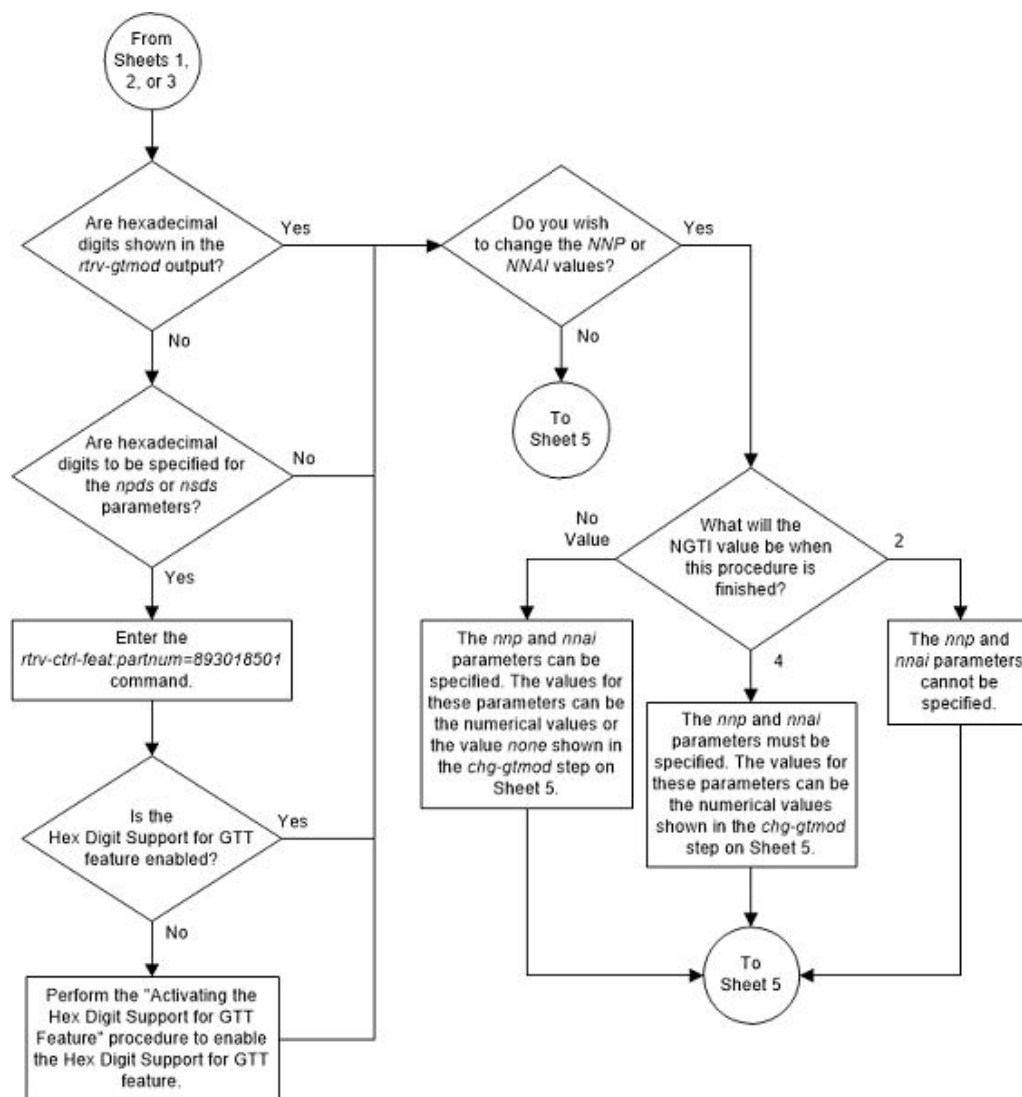 From
Sheets 1,
2, or 3
Are hexadecimal
digits shown in the
rtrv-gtmod output?
Yes
No
Are hexadecimal
digits to be specified for
the npds or nsds
parameters?
No
Yes
Enter the
rtrv-ctrl-feat:partnum=893018501
command.
Is the
Hex Digit Support for GTT
feature enabled?
Yes
No
Perform the "Activating the
Hex Digit Support for GTT
Feature" procedure to enable
the Hex Digit Support for GTT
feature.
Do you wish
to change the NNP or
NNAI values?
Yes
No
To
Sheet 5
What will the
NGTI value be when
this procedure is
finished?
No
Value
2
4
The nnp and nnai
parameters can be
specified. The values for
these parameters can be
the numerical values or
the value none shown in
the chg-gtmod step on
Sheet 5.
The nnp and nnai
parameters must be
specified. The values for
these parameters can be
the numerical values
shown in the chg-gtmod
step on Sheet 5.
The nnp and
nnai parameters
cannot be
specified.
To
Sheet 5